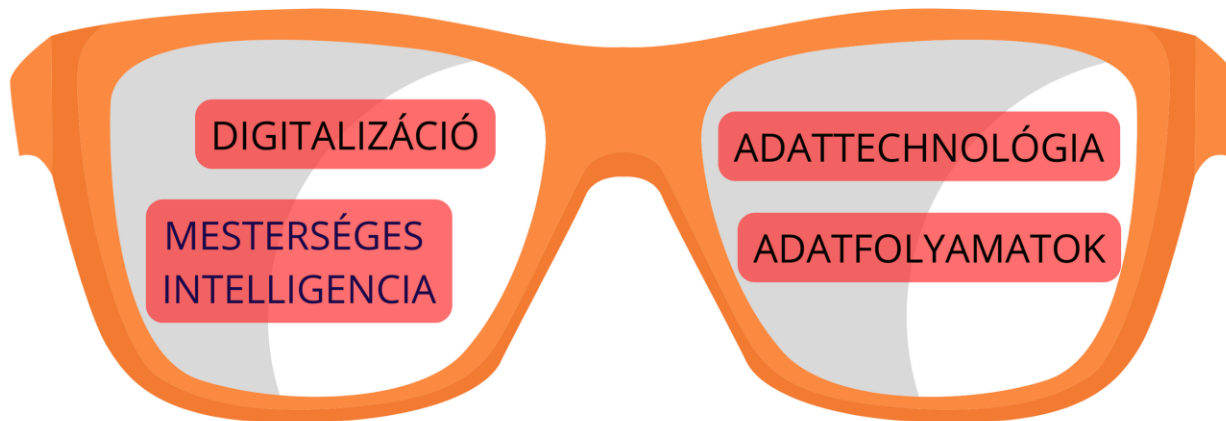 DIGITALIZÁCIÓ
MESTERSÉGES
INTELLIGENCIA
ADATTECHNOLÓGIA
ADATFOLYAMATOK